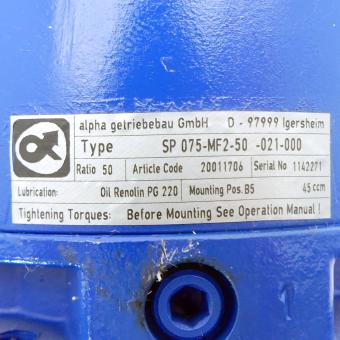 alpha getriebebau GmbH D - 97999 Igersheim
Type SP 075-MF2-50 -021-000
Ratio 50 Article Code 20011706 Serial No 1142271
Lubrication: Oil Renolin PG 220 Mounting Pos. B5 45 ccm
Tightening Torques: Before Mounting See Operation Manual !
1